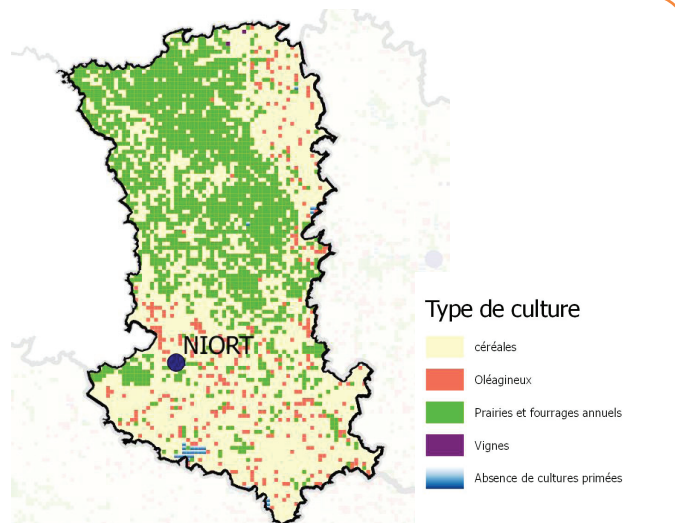 NIORT
Type de culture
céréales
Oléagineux
Prairies et fourrages annuels
Vignes
Absence de cultures primées